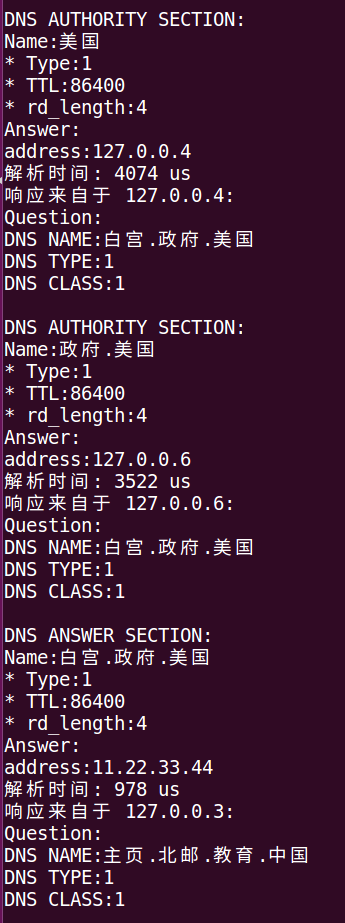 DNS AUTHORITY SECTION:
Name:美国
* Type:1
* TTL:86400
* rd_length:4
Answer:
address:127.0.0.4
解析时间: 4074 us
响应来自于 127.0.0.4:
Question:
DNS NAME:白宫.政府.美国
DNS TYPE:1
DNS CLASS:1

DNS AUTHORITY SECTION:
Name:政府.美国
* Type:1
* TTL:86400
* rd_length:4
Answer:
address:127.0.0.6
解析时间: 3522 us
响应来自于 127.0.0.6:
Question:
DNS NAME:白宫.政府.美国
DNS TYPE:1
DNS CLASS:1

DNS ANSWER SECTION:
Name:白宫.政府.美国
* Type:1
* TTL:86400
* rd_length:4
Answer:
address:11.22.33.44
解析时间: 978 us
响应来自于 127.0.0.3:
Question:
DNS NAME:主页.北邮.教育.中国
DNS TYPE:1
DNS CLASS:1